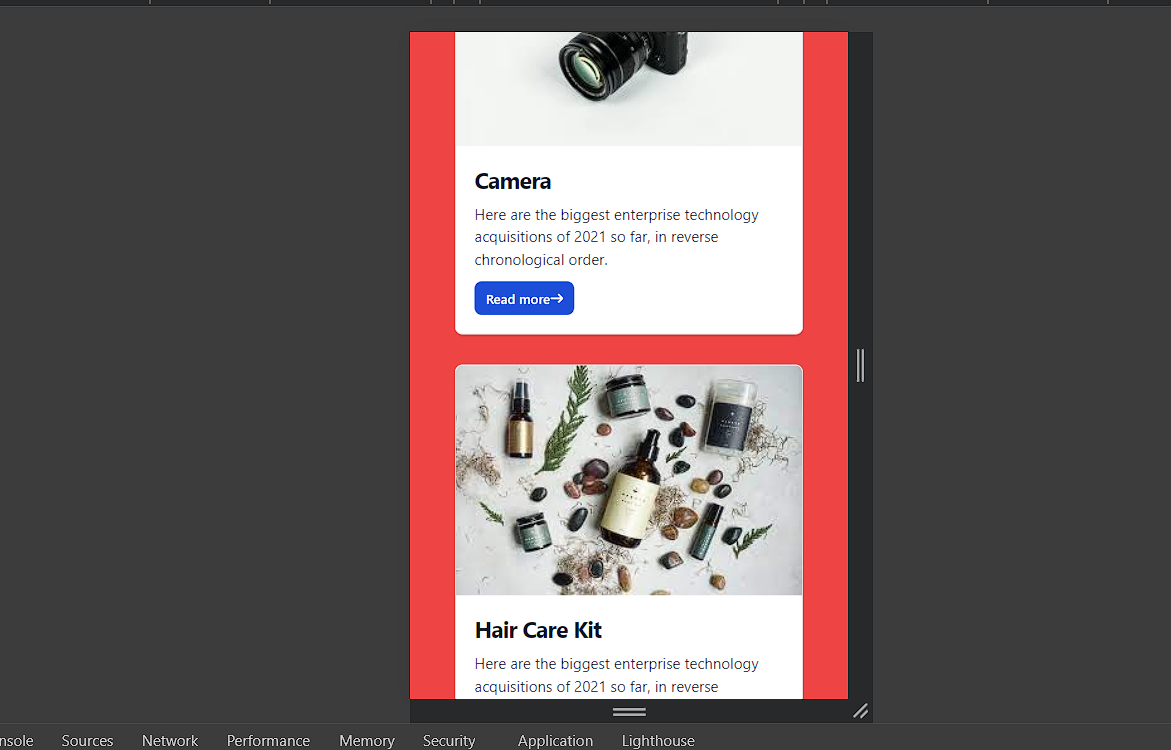 Camera
Here are the biggest enterprise technology
acquisitions of 2021 so far, in reverse
chronological order.
Read more→
Hair Care Kit
Here are the biggest enterprise technology
acquisitions of 2021 so far, in reverse
nsole Sources Network Performance Memory Security Application Lighthouse